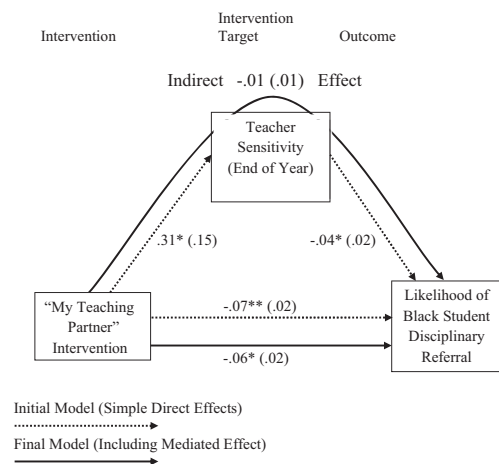 Intervention
Intervention
Target
Outcome
Indirect -.01 (.01) Effect
Teacher
Sensitivity
(End of Year)
.31* (.15)
-.04* (.02)
"My Teaching
Partner"
Intervention
-.07** (.02)
-.06* (.02)
Likelihood of
Black Student
Disciplinary
Referral
Initial Model (Simple Direct Effects)
Final Model (Including Mediated Effect)